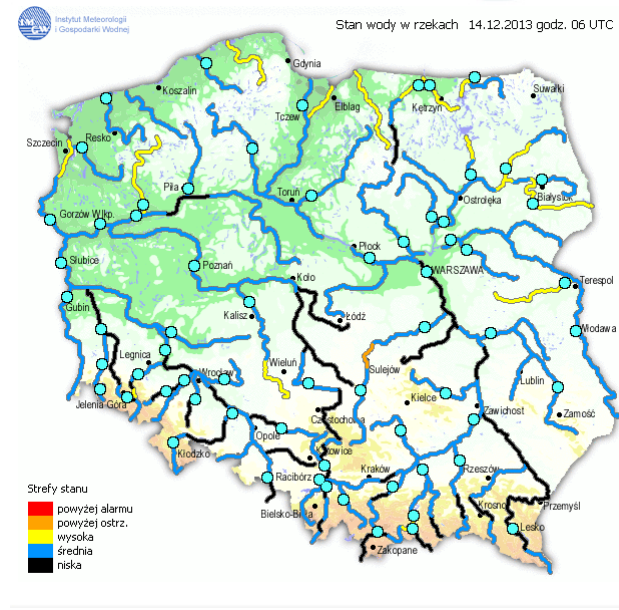 Instytut Meteorologii
i Gospodarki Wodnej
Stan wody w rzekach 14.12.2013 godz. 06 UTC
Gdynia
Koszalin
Suwałki
Elbląg
Kętrzyn
Tczew
Resko
Szczecin
Piła
Toruń
Ostrołęka
Białystok
Gorzów Wlkp.
Płock
Słubice
Poznań
WARSZAWA
Koło
Terespol
Gubin
Kalisz
Łódź
Włodawa
Legnica
Wieluń
Sulejów
Wrocław
Lublin
Jelenia-Góra
Kielce
Zawichost
Zamość
Częstochowa
Opole
Kłodzko
Katowice
Racibórz
Kraków
Rzeszów
Strefy stanu
Krosno
Przemyśl
powyżej alarmu
Bielsko-Biała
powyżej ostrz.
Lesko
wysoka
Zakopane
średnia
niska